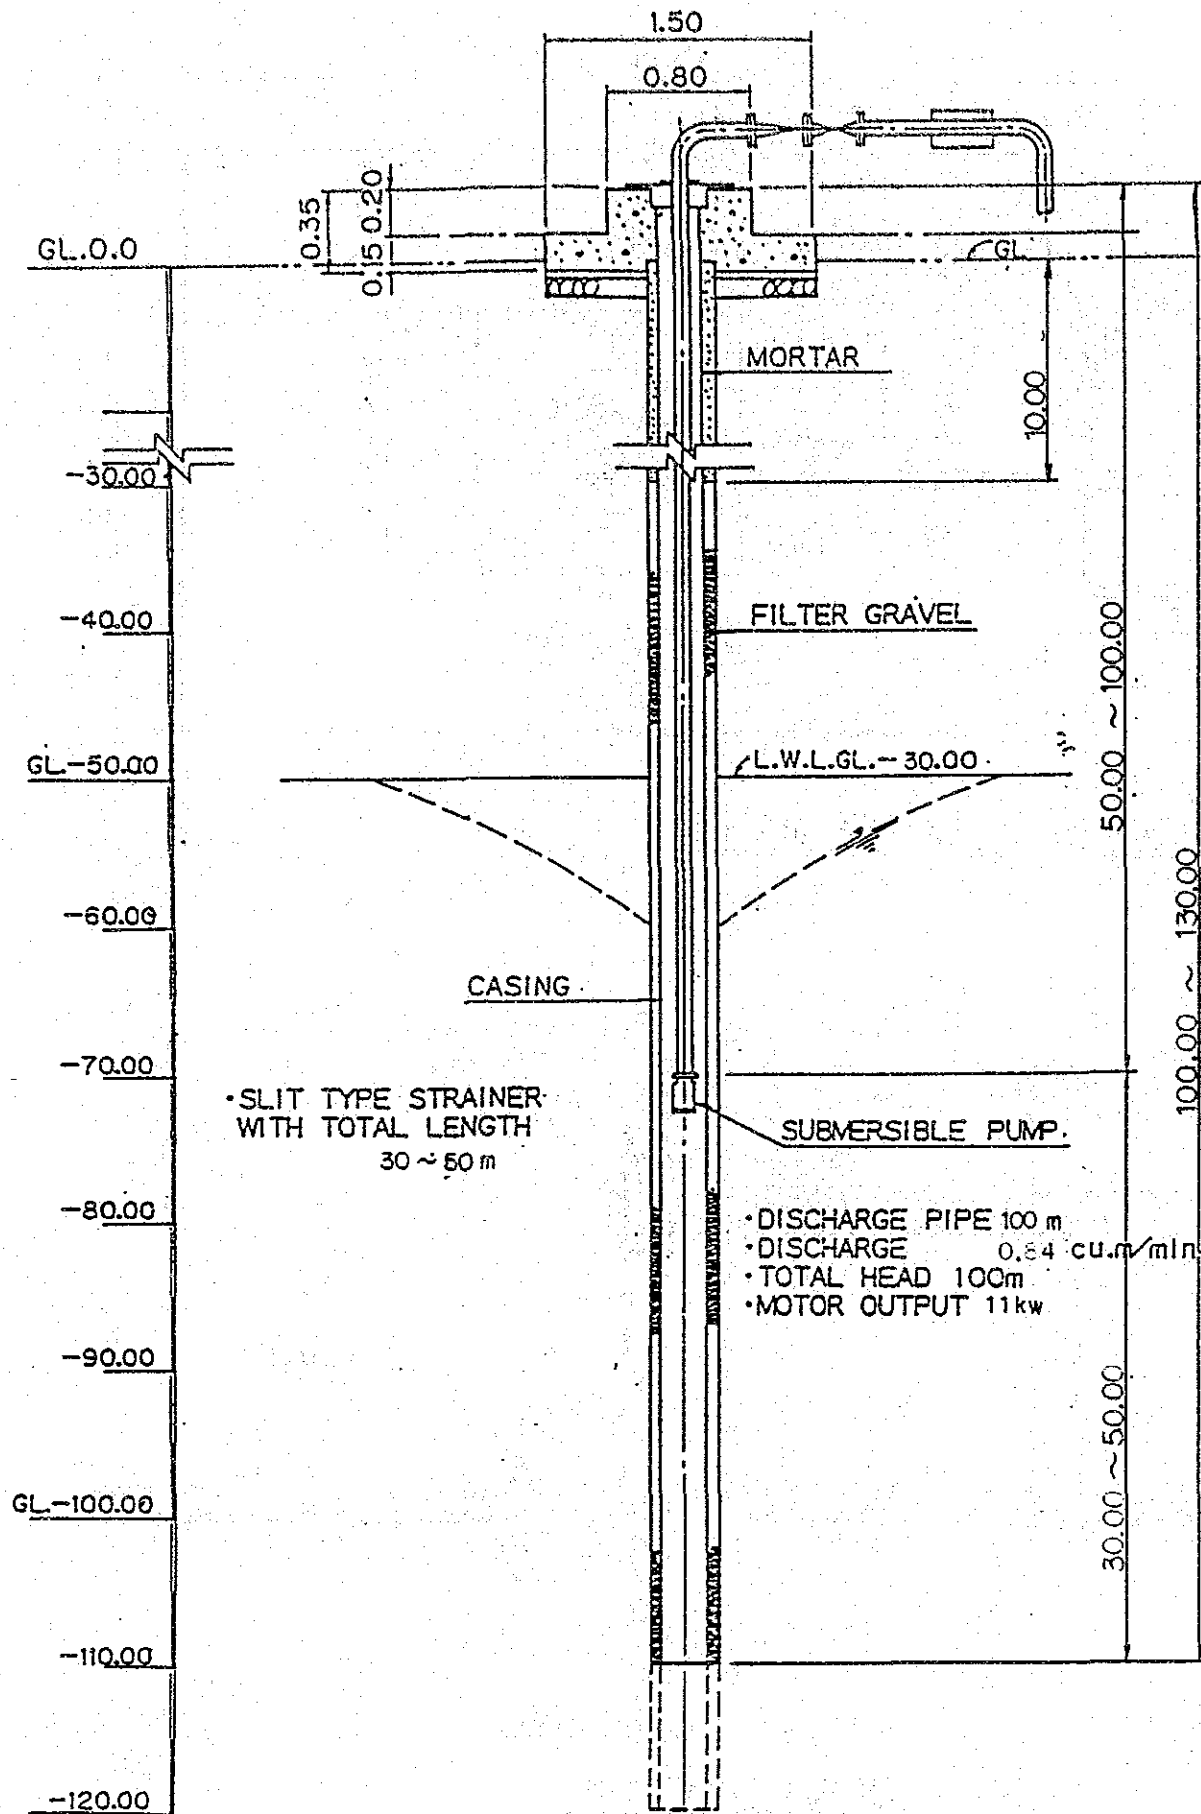 1.50
0.80
0.35
0.20
0.15
GL.0.0
GL.
MORTAR
10.00
-30.00
FILTER GRAVEL
-40.00
50.00 ~ 100.00
GL.-50.00
L.W.L.GL.-30.00
-60.00
100.00 ~ 130.00
CASING
-70.00
•SLIT TYPE STRAINER
WITH TOTAL LENGTH
30 ~ 50 m
SUBMERSIBLE PUMP.
-80.00
•DISCHARGE PIPE 100 m
•DISCHARGE cu.m/min
•TOTAL HEAD 100m
•MOTOR OUTPUT 11kw
-90.00
30.00 ~ 50.00
GL.-100.00
-110.00
-120.00